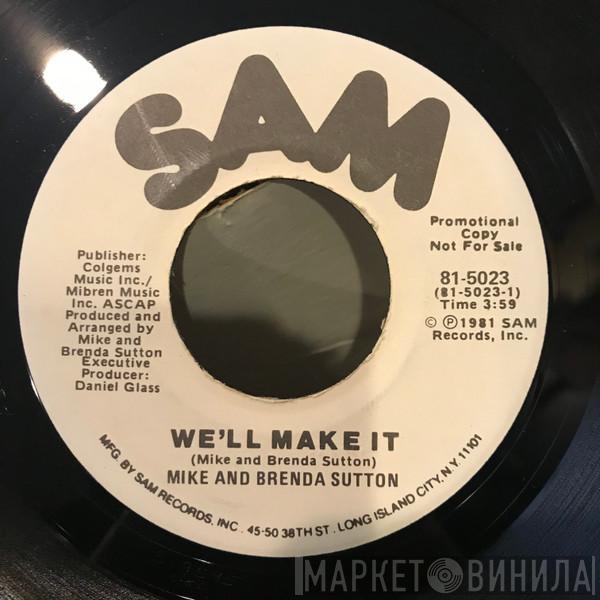 SAM
Promotional
Copy
Not For Sale
81-5023
(81-5023-1)
Time 3:59
© ℗1981 SAM
Records, Inc.
Publisher:
Colgems
Music Inc./
Mibren Music
Inc. ASCAP
Produced and
Arranged by
Mike and
Brenda Sutton
Executive
Producer:
Daniel Glass
WE'LL MAKE IT
(Mike and Brenda Sutton)
MIKE AND BRENDA SUTTON
MFG. BY SAM RECORDS, INC. 45-50 38TH ST. LONG ISLAND CITY, N.Y. 11101
МАРКЕТ ВИНИЛА